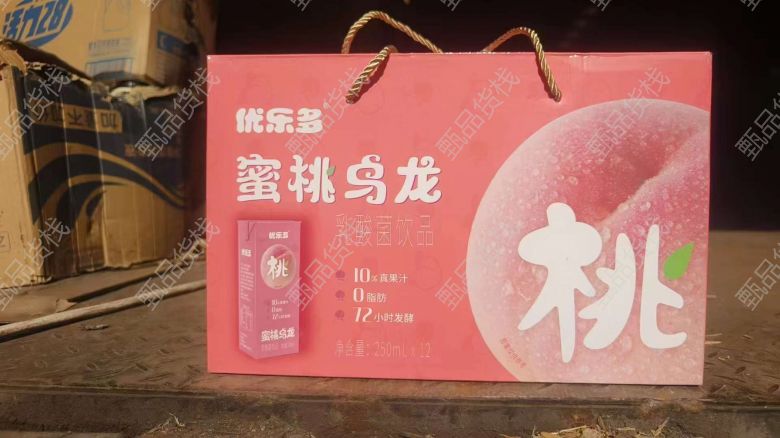 优乐多
蜜桃乌龙
乳酸菌饮品
10%真果汁
0脂肪
72小时发酵
净含量：250mL×12
桃
优乐多
桃
蜜桃乌龙
甄品货栈